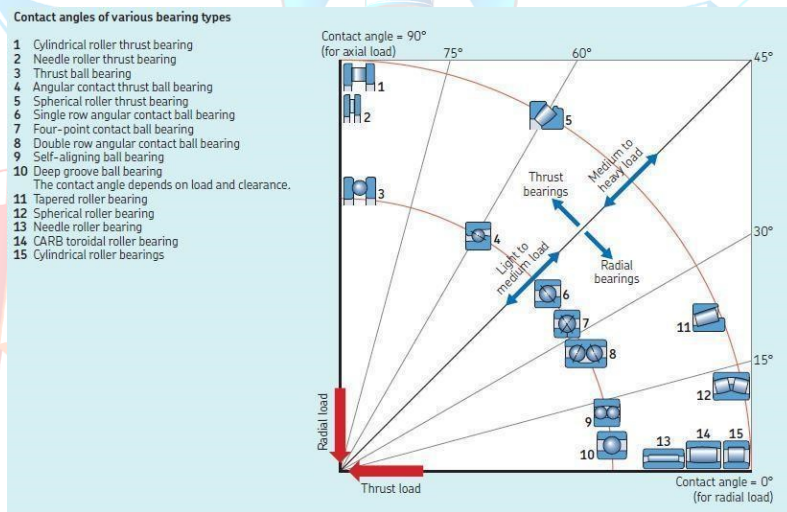 Contact angles of various bearing types
1 Cylindrical roller thrust bearing
2 Needle roller thrust bearing
3 Thrust ball bearing
4 Angular contact thrust ball bearing
5 Spherical roller thrust bearing
6 Single row angular contact ball bearing
7 Four-point contact ball bearing
8 Double row angular contact ball bearing
9 Self-aligning ball bearing
10 Deep groove ball bearing
The contact angle depends on load and clearance.
11 Tapered roller bearing
12 Spherical roller bearing
13 Needle roller bearing
14 CARB toroidal roller bearing
15 Cylindrical roller bearings
Contact angle = 90°
(for axial load)
75°
60°
45°
1
2
5
Medium to
heavy load
Thrust
bearings
3
4
30°
Light to
medium load
Radial
bearings
6
7
11
8
15°
12
9
10
13
14
15
Radial load
Thrust load
Contact angle = 0°
(for radial load)